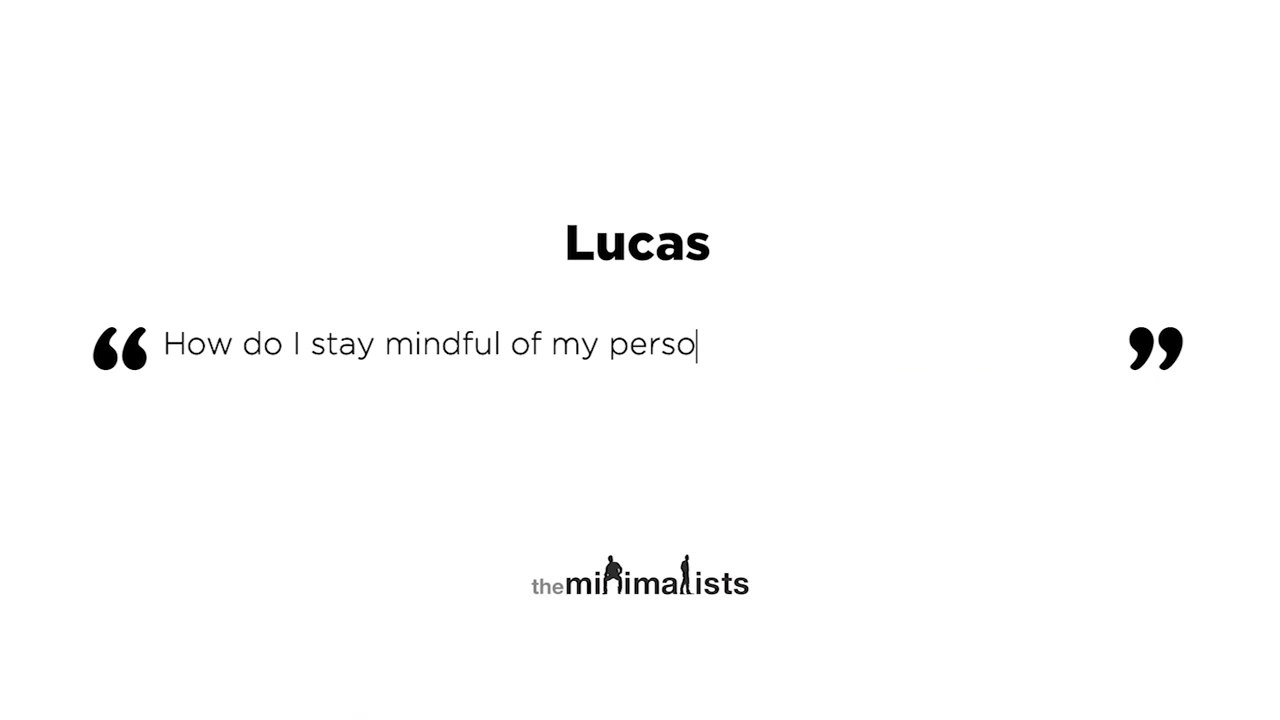 Lucas
“ How do I stay mindful of my perso ”
theminimalists